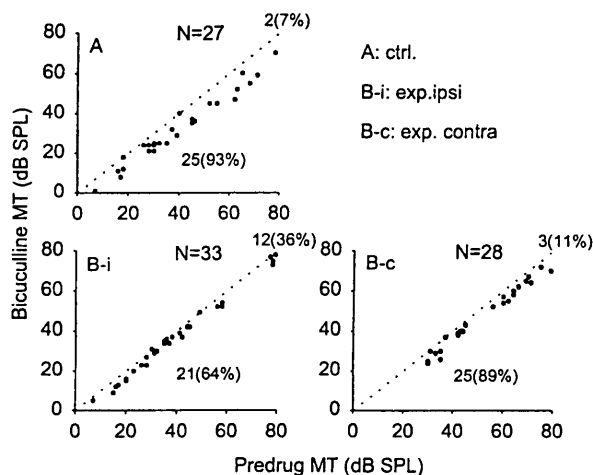 2(7%)
A
N=27
A: ctrl.
B-i: exp.ipsi
B-c: exp. contra
25(93%)
80
60
40
20
0
0 20 40 60 80
Bicuculline MT (dB SPL)
12(36%)
B-i
N=33
21(64%)
80
60
40
20
0
0 20 40 60 80
3(11%)
B-c
N=28
25(89%)
80
60
40
20
0
0 20 40 60 80
Predrug MT (dB SPL)